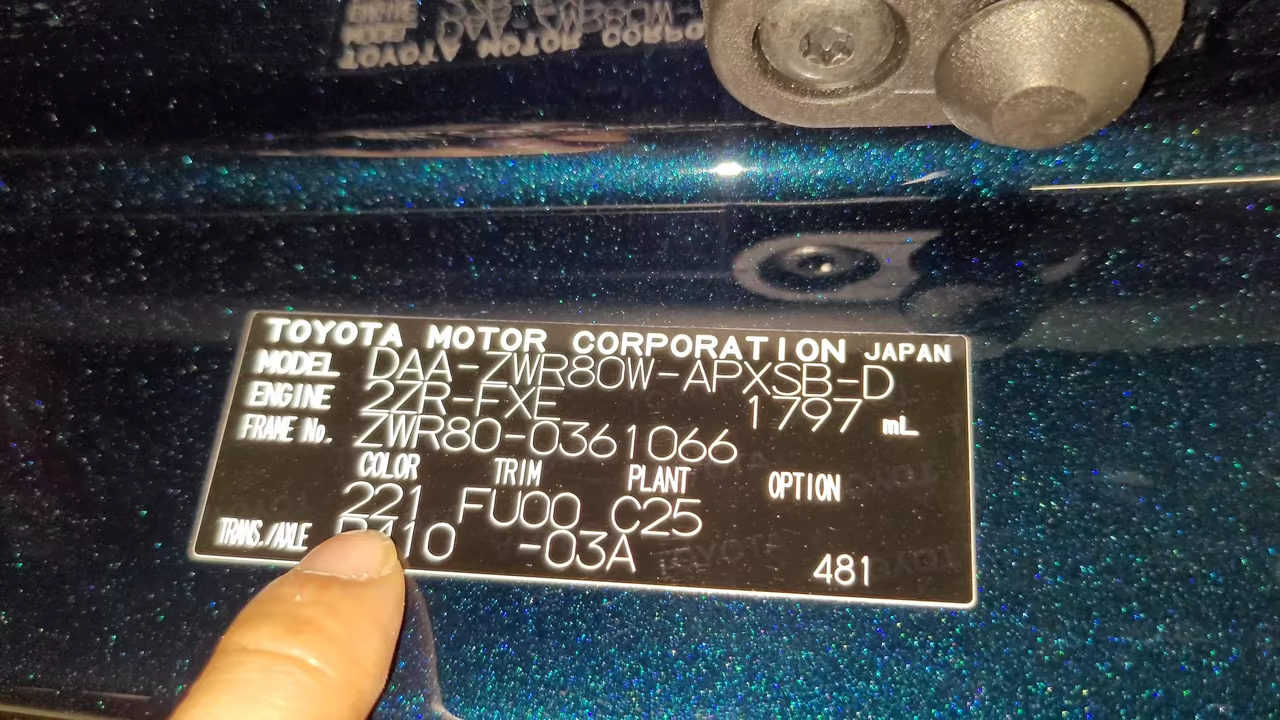 TOYOTA MOTOR CORPORATION JAPAN
MODEL DAA-ZWR80W-APXSB-D
ENGINE 2ZR-FXE 1797 mL
FRAME No. ZWR80-0361066
COLOR TRIM PLANT OPTION
221 FU00 C25
TRANS./AXLE -03A 481